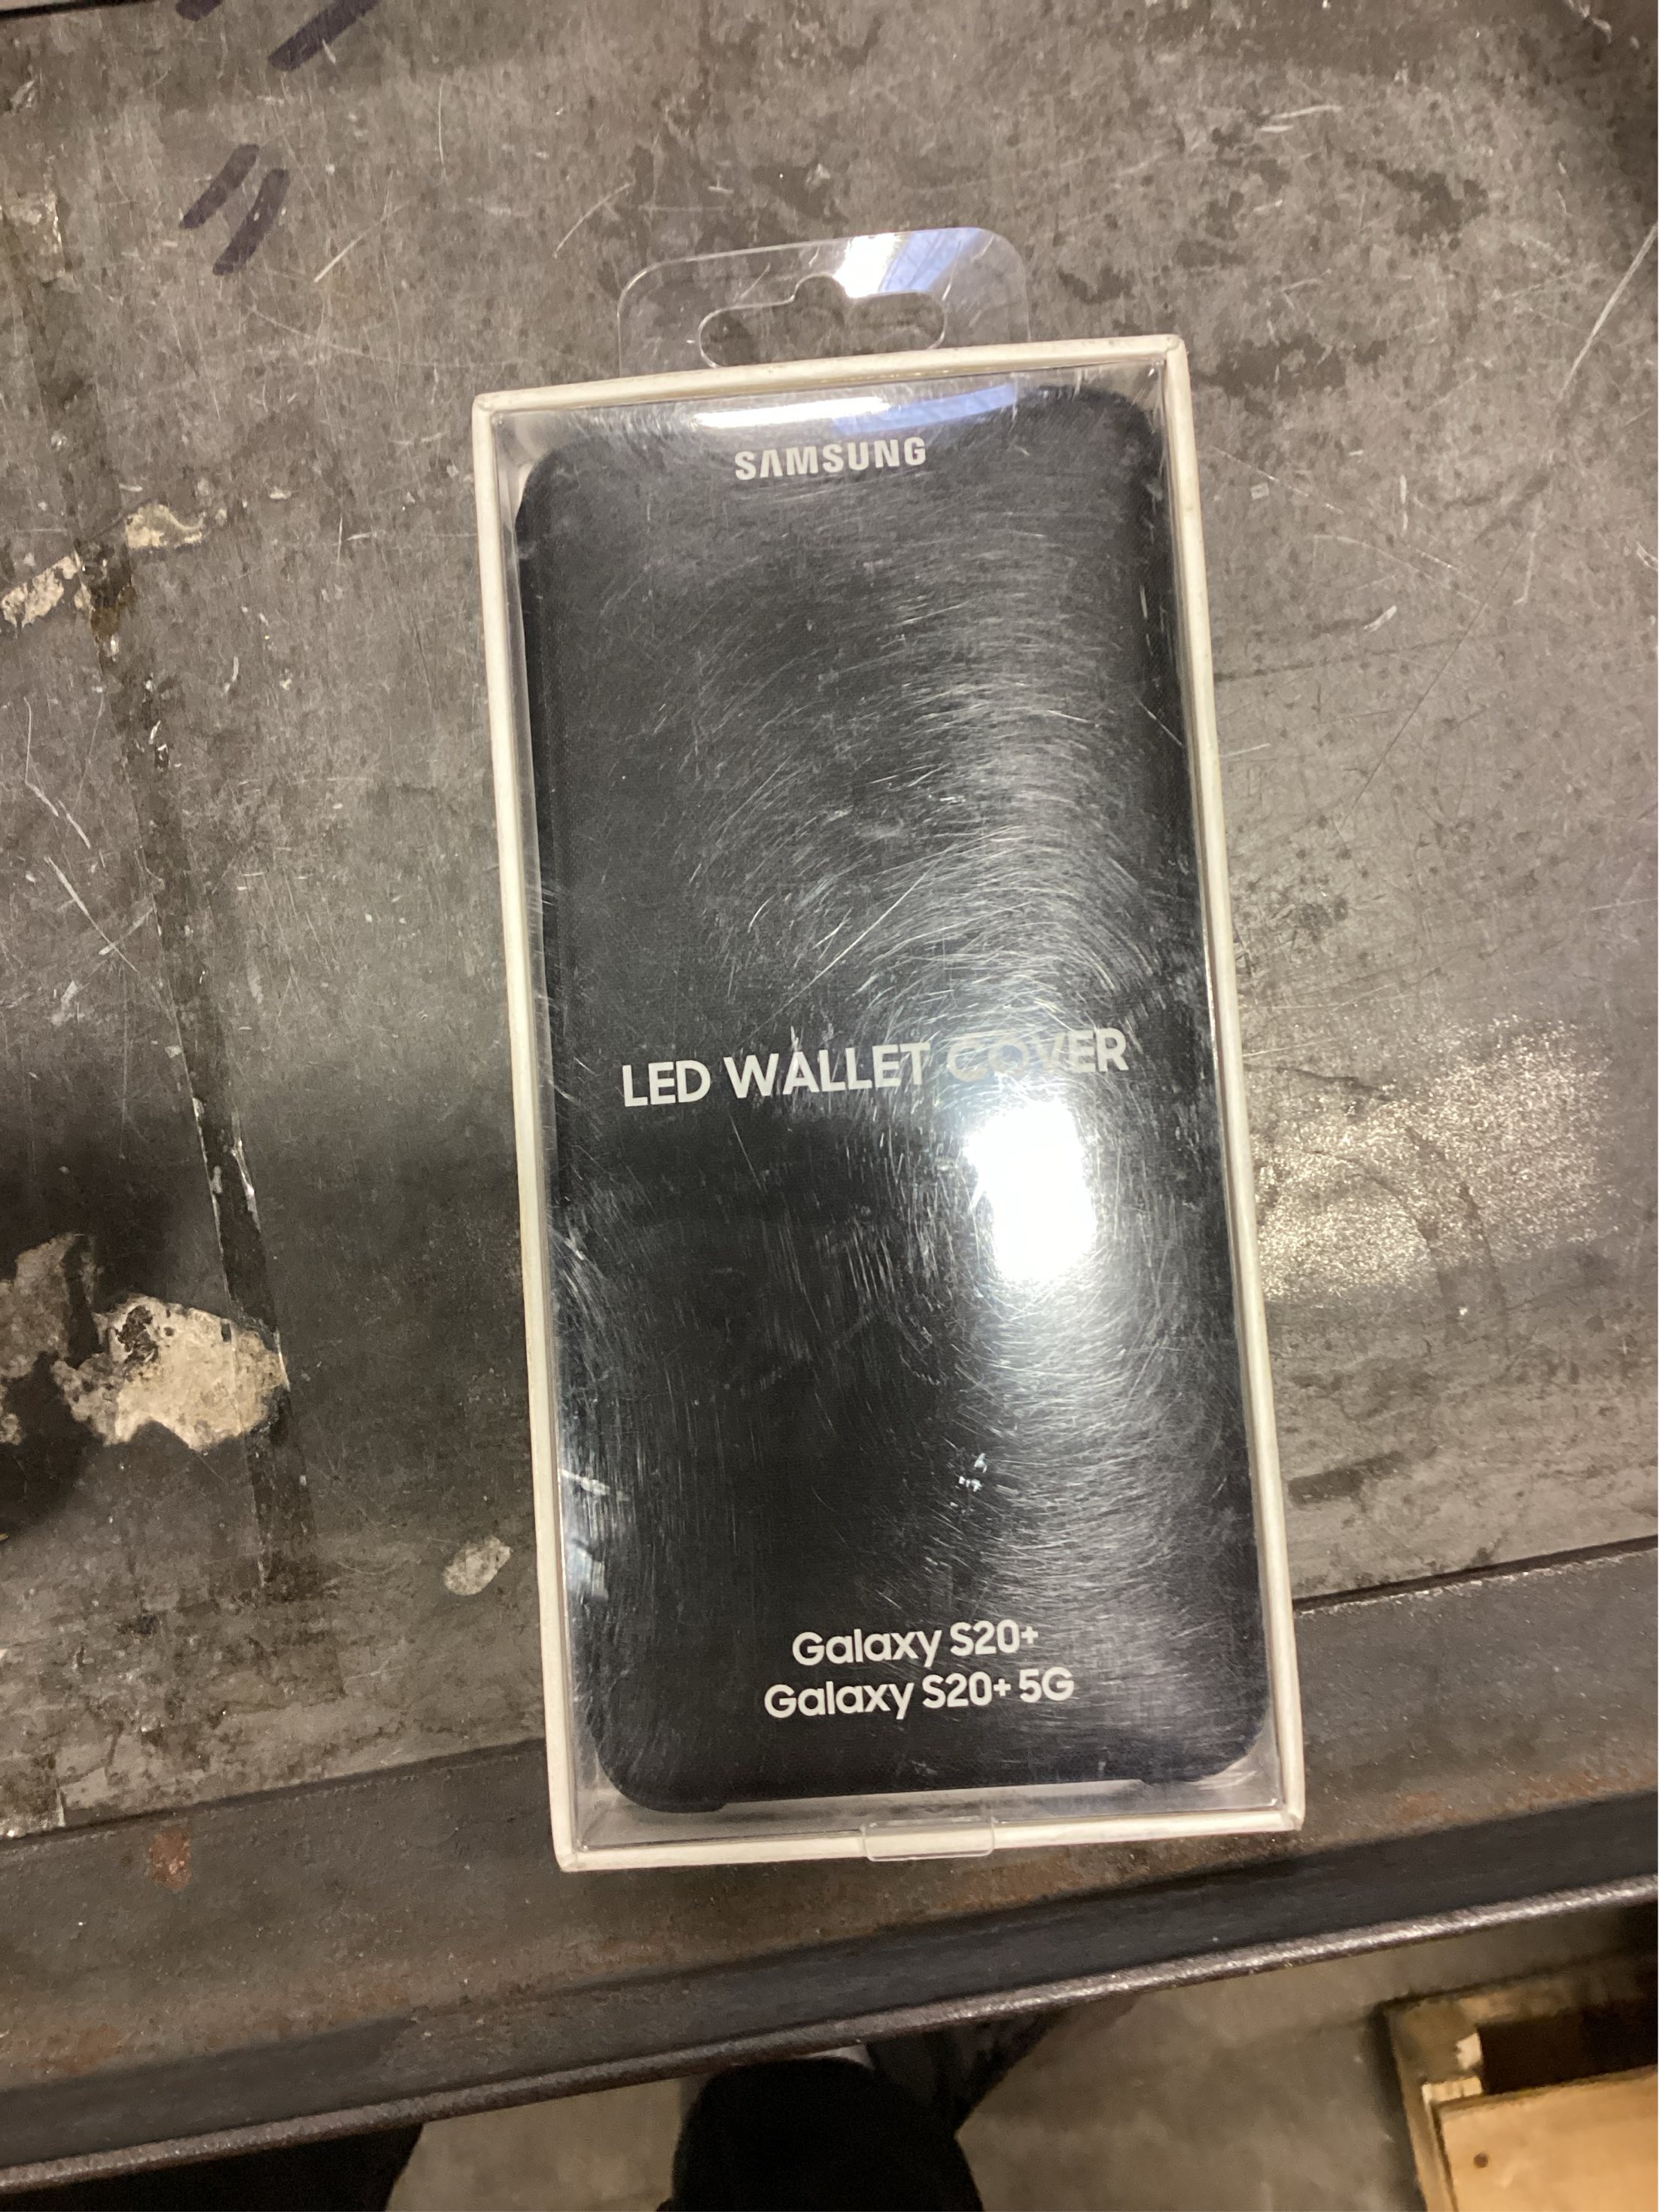 SAMSUNG
LED WALLET COVER
Galaxy S20+
Galaxy S20+ 5G